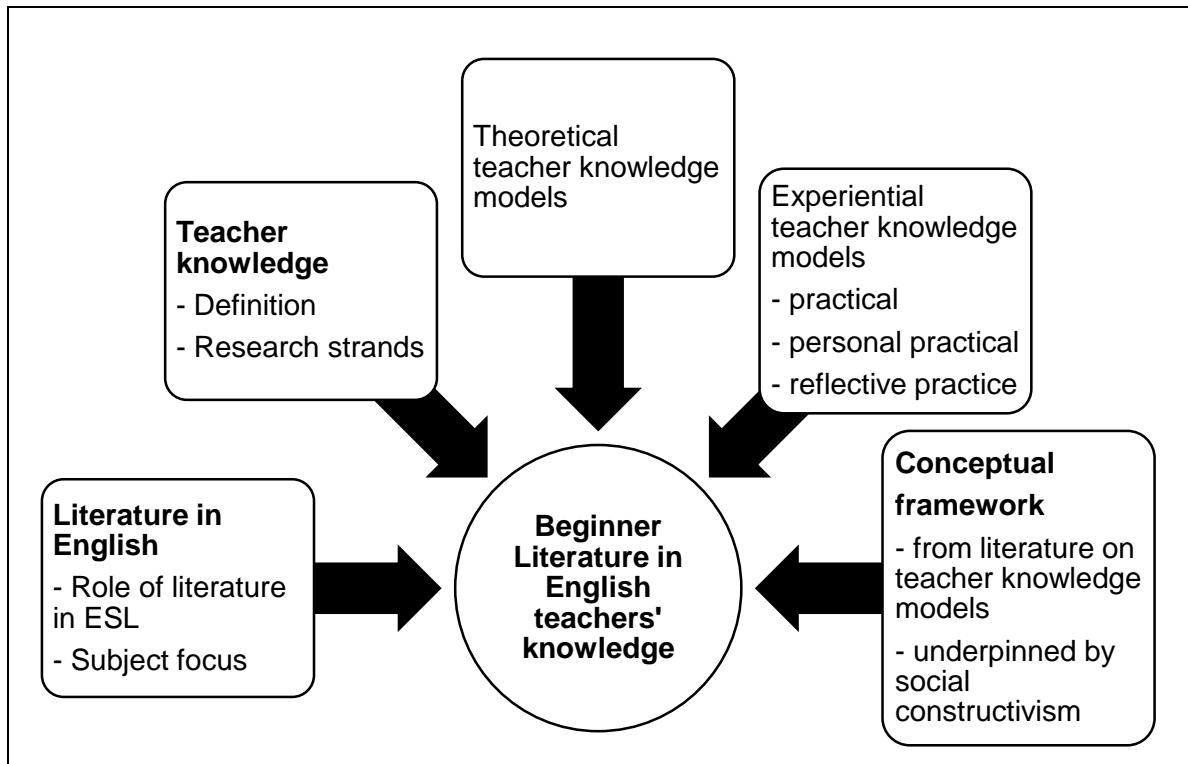 Literature in
English
- Role of literature
in ESL
- Subject focus
Teacher
knowledge
- Definition
- Research strands
Theoretical
teacher knowledge
models
Experiential
teacher knowledge
models
- practical
- personal practical
- reflective practice
Conceptual
framework
- from literature on
teacher knowledge
models
- underpinned by
social
constructivism
Beginner
Literature in
English
teachers'
knowledge